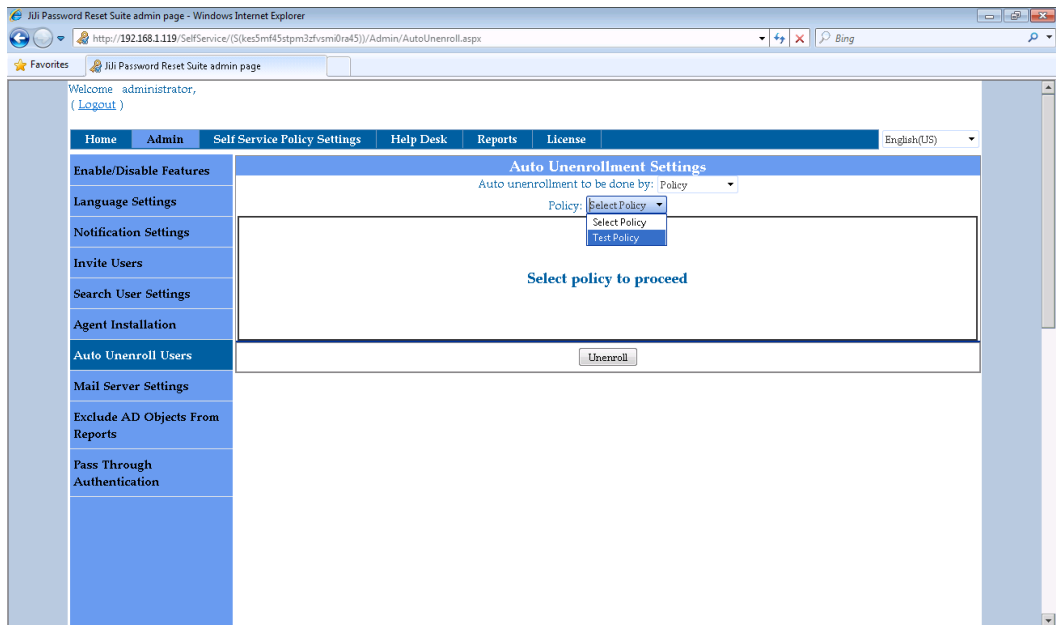 JiJi Password Reset Suite admin page - Windows Internet Explorer
http://192.168.1.119/SelfService/(S(kes5mf45stpm3zfvsmi0ra45))/Admin/AutoUnenroll.aspx
Bing
Favorites
JiJi Password Reset Suite admin page
Welcome administrator,
( Logout )
Home Admin Self Service Policy Settings Help Desk Reports License
English(US)
Enable/Disable Features
Language Settings
Notification Settings
Invite Users
Search User Settings
Agent Installation
Auto Unenroll Users
Mail Server Settings
Exclude AD Objects From
Reports
Pass Through
Authentication
Auto Unenrollment Settings
Auto unenrollment to be done by: Policy
Policy: Select Policy
Select Policy
Test Policy
Select policy to proceed
Unenroll